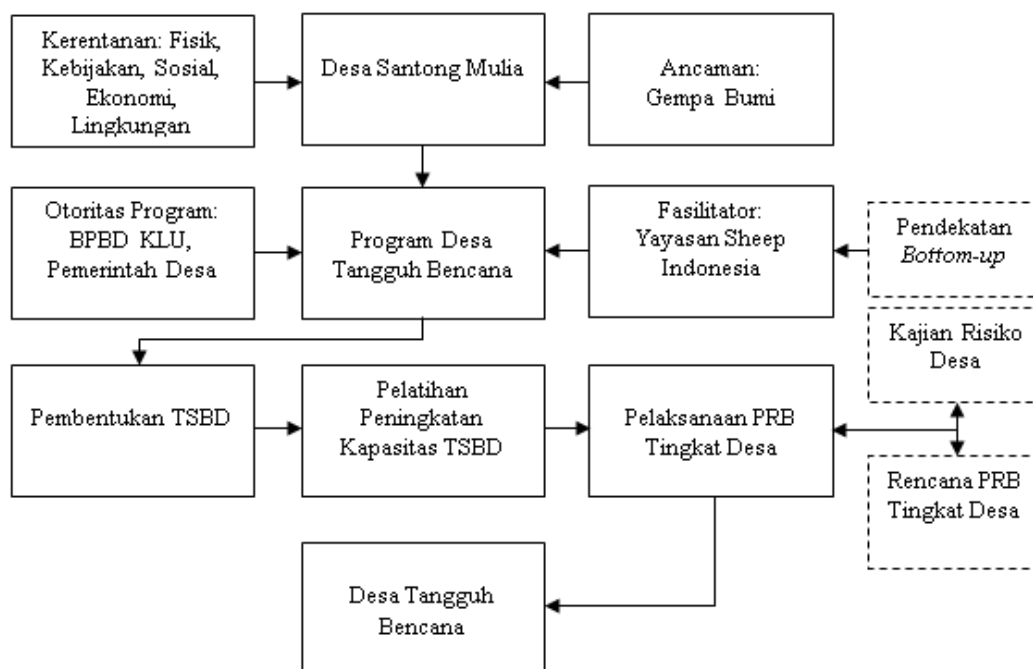 Kerentanan: Fisik,
Kebijakan, Sosial,
Ekonomi,
Lingkungan
Desa Santong Mulia
Ancaman:
Gempa Bumi
Otoritas Program:
BPBD KLU,
Pemerintah Desa
Program Desa
Tangguh Bencana
Fasilitator:
Yayasan Sheep
Indonesia
Pendekatan
Bottom-up
Kajian Risiko
Desa
Pembentukan TSBD
Pelatihan
Peningkatan
Kapasitas TSBD
Pelaksanaan PRB
Tingkat Desa
Rencana PRB
Tingkat Desa
Desa Tangguh
Bencana